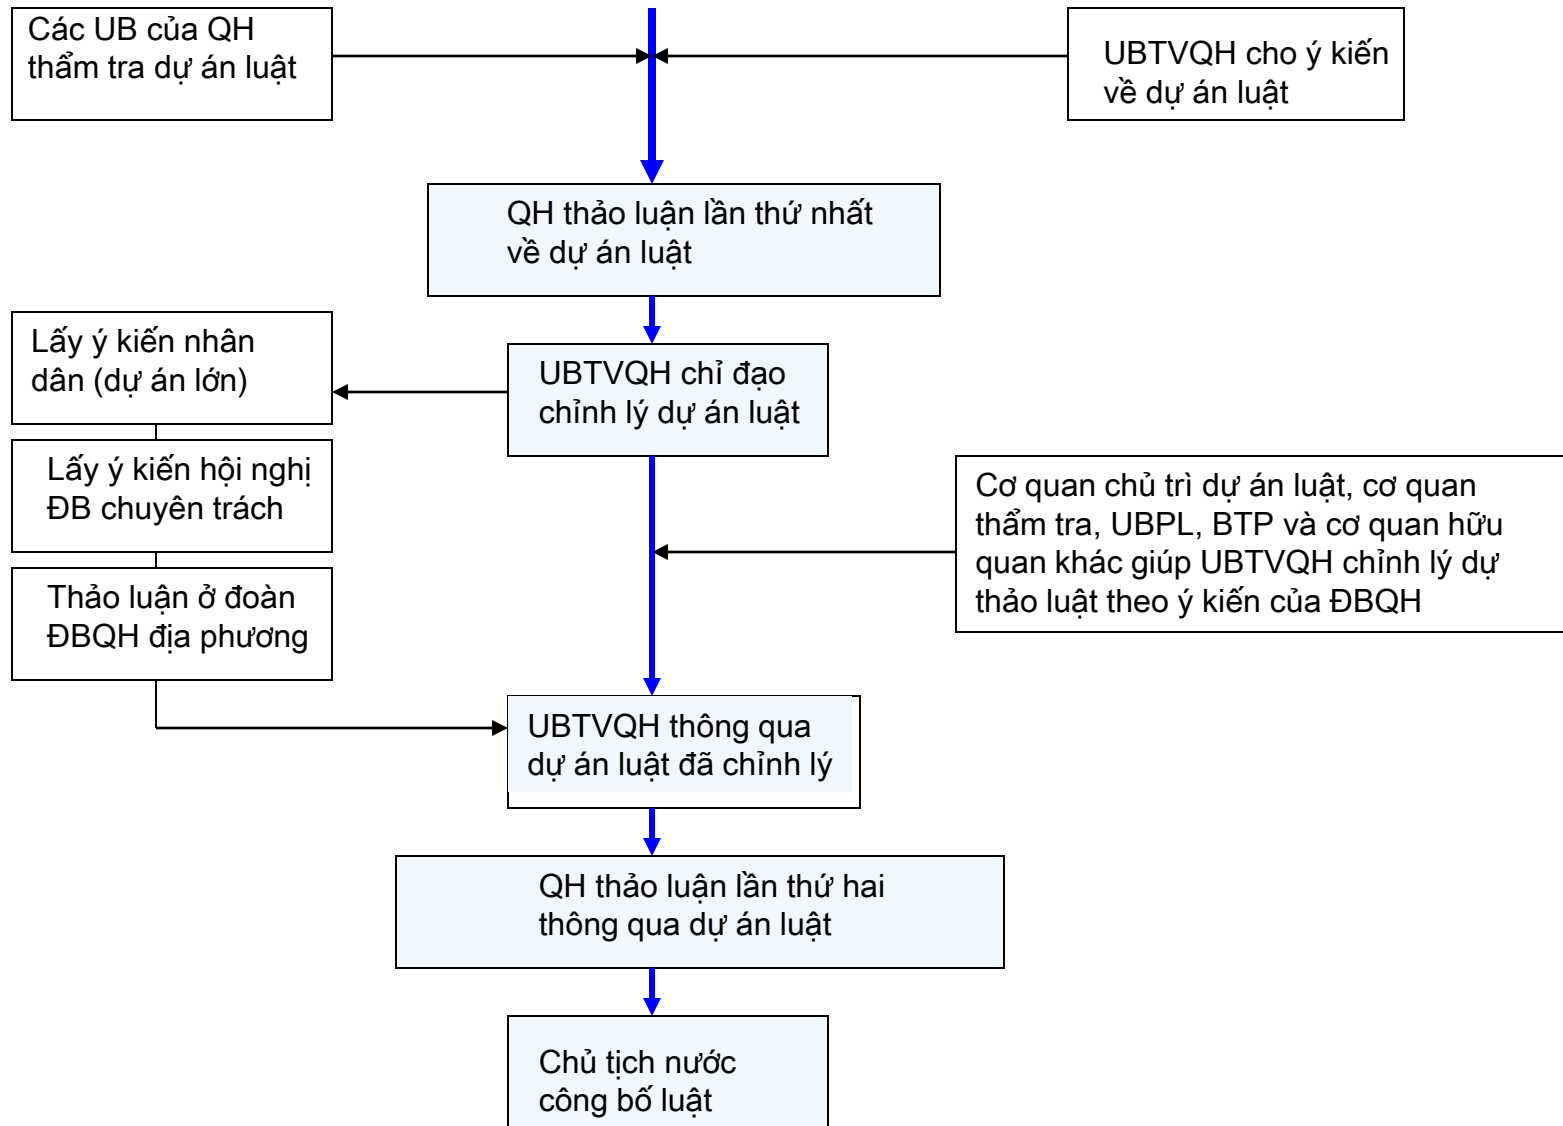 Các UB của QH
thẩm tra dự án luật
UBTVQH cho ý kiến
về dự án luật
QH thảo luận lần thứ nhất
về dự án luật
Lấy ý kiến nhân
dân (dự án lớn)
UBTVQH chỉ đạo
chỉnh lý dự án luật
Lấy ý kiến hội nghị
ĐB chuyên trách
Cơ quan chủ trì dự án luật, cơ quan
thẩm tra, UBPL, BTP và cơ quan hữu
quan khác giúp UBTVQH chỉnh lý dự
thảo luật theo ý kiến của ĐBQH
Thảo luận ở đoàn
ĐBQH địa phương
UBTVQH thông qua
dự án luật đã chỉnh lý
QH thảo luận lần thứ hai
thông qua dự án luật
Chủ tịch nước
công bố luật